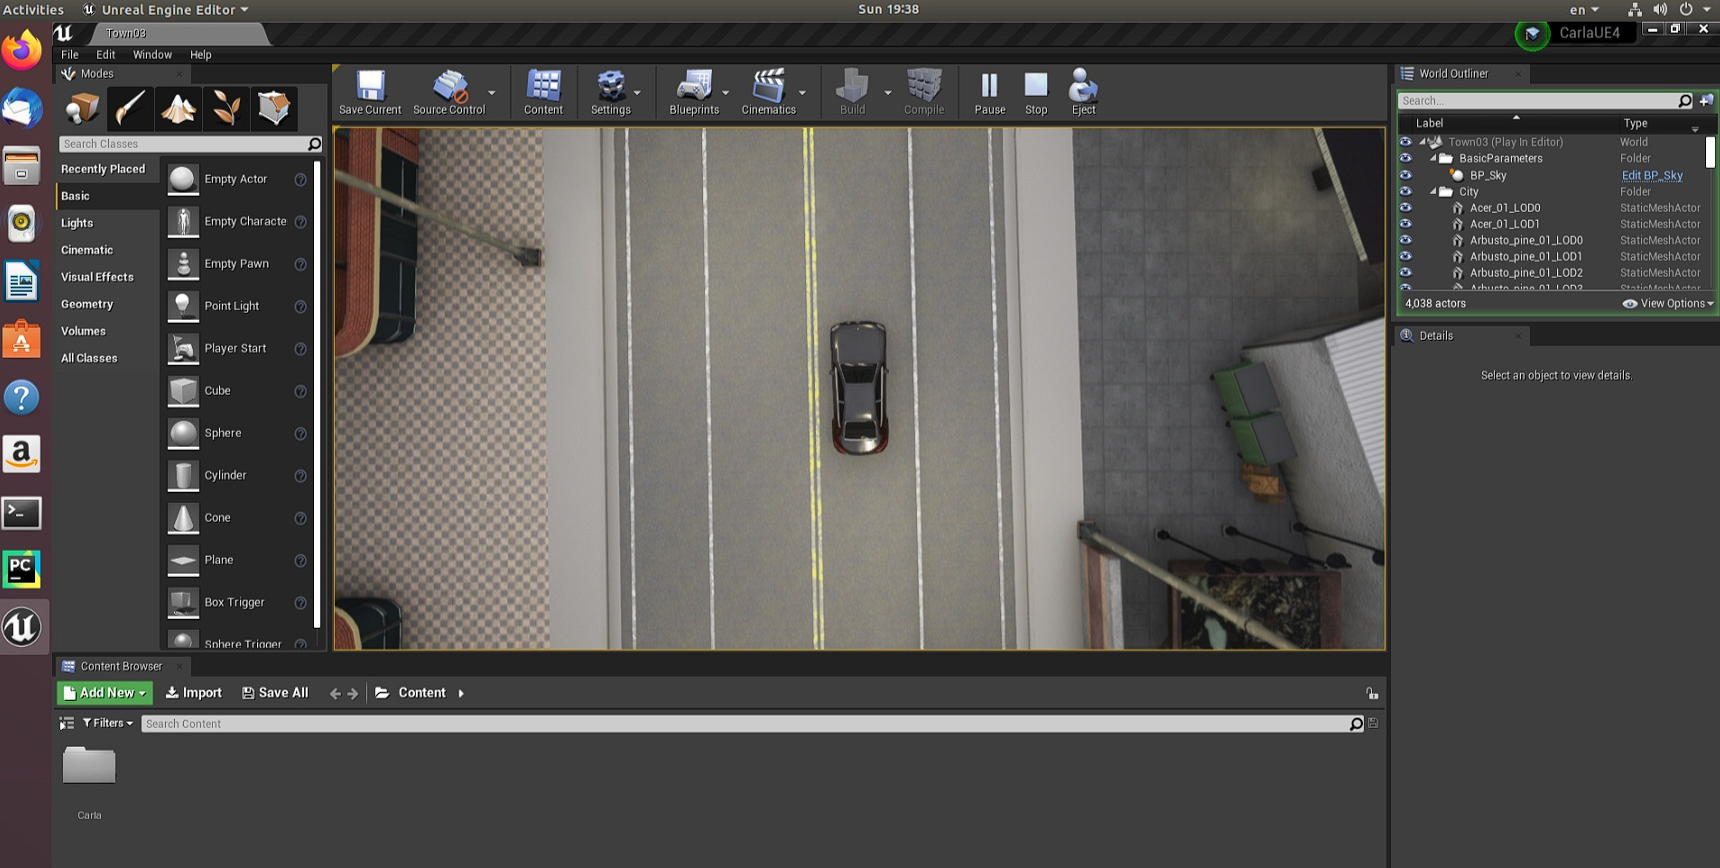 Activities
Unreal Engine Editor
Sun 19:38
en
Town03
CarlaUE4
File Edit Window Help
Modes
Save Current
Source Control
Content
Settings
Blueprints
Cinematics
Build
Compile
Pause
Stop
Eject
Search Classes
Recently Placed
Basic
Lights
Cinematic
Visual Effects
Geometry
Volumes
All Classes
Empty Actor
Empty Characte
Empty Pawn
Point Light
Player Start
Cube
Sphere
Cylinder
Cone
Plane
Box Trigger
Sphere Trigger
World Outliner
Search...
Label Type
Town03 (Play In Editor) World
BasicParameters Folder
BP_Sky Edit BP_Sky
City Folder
Acer_01_LOD0 StaticMeshActor
Acer_01_LOD1 StaticMeshActor
Arbusto_pine_01_LOD0 StaticMeshActor
Arbusto_pine_01_LOD1 StaticMeshActor
Arbusto_pine_01_LOD2 StaticMeshActor
Arbusto_pine_01_LOD3 StaticMeshActor
4,038 actors View Options
Details
Select an object to view details.
Content Browser
Add New Import Save All Content
Filters Search Content
Carla
a
PC